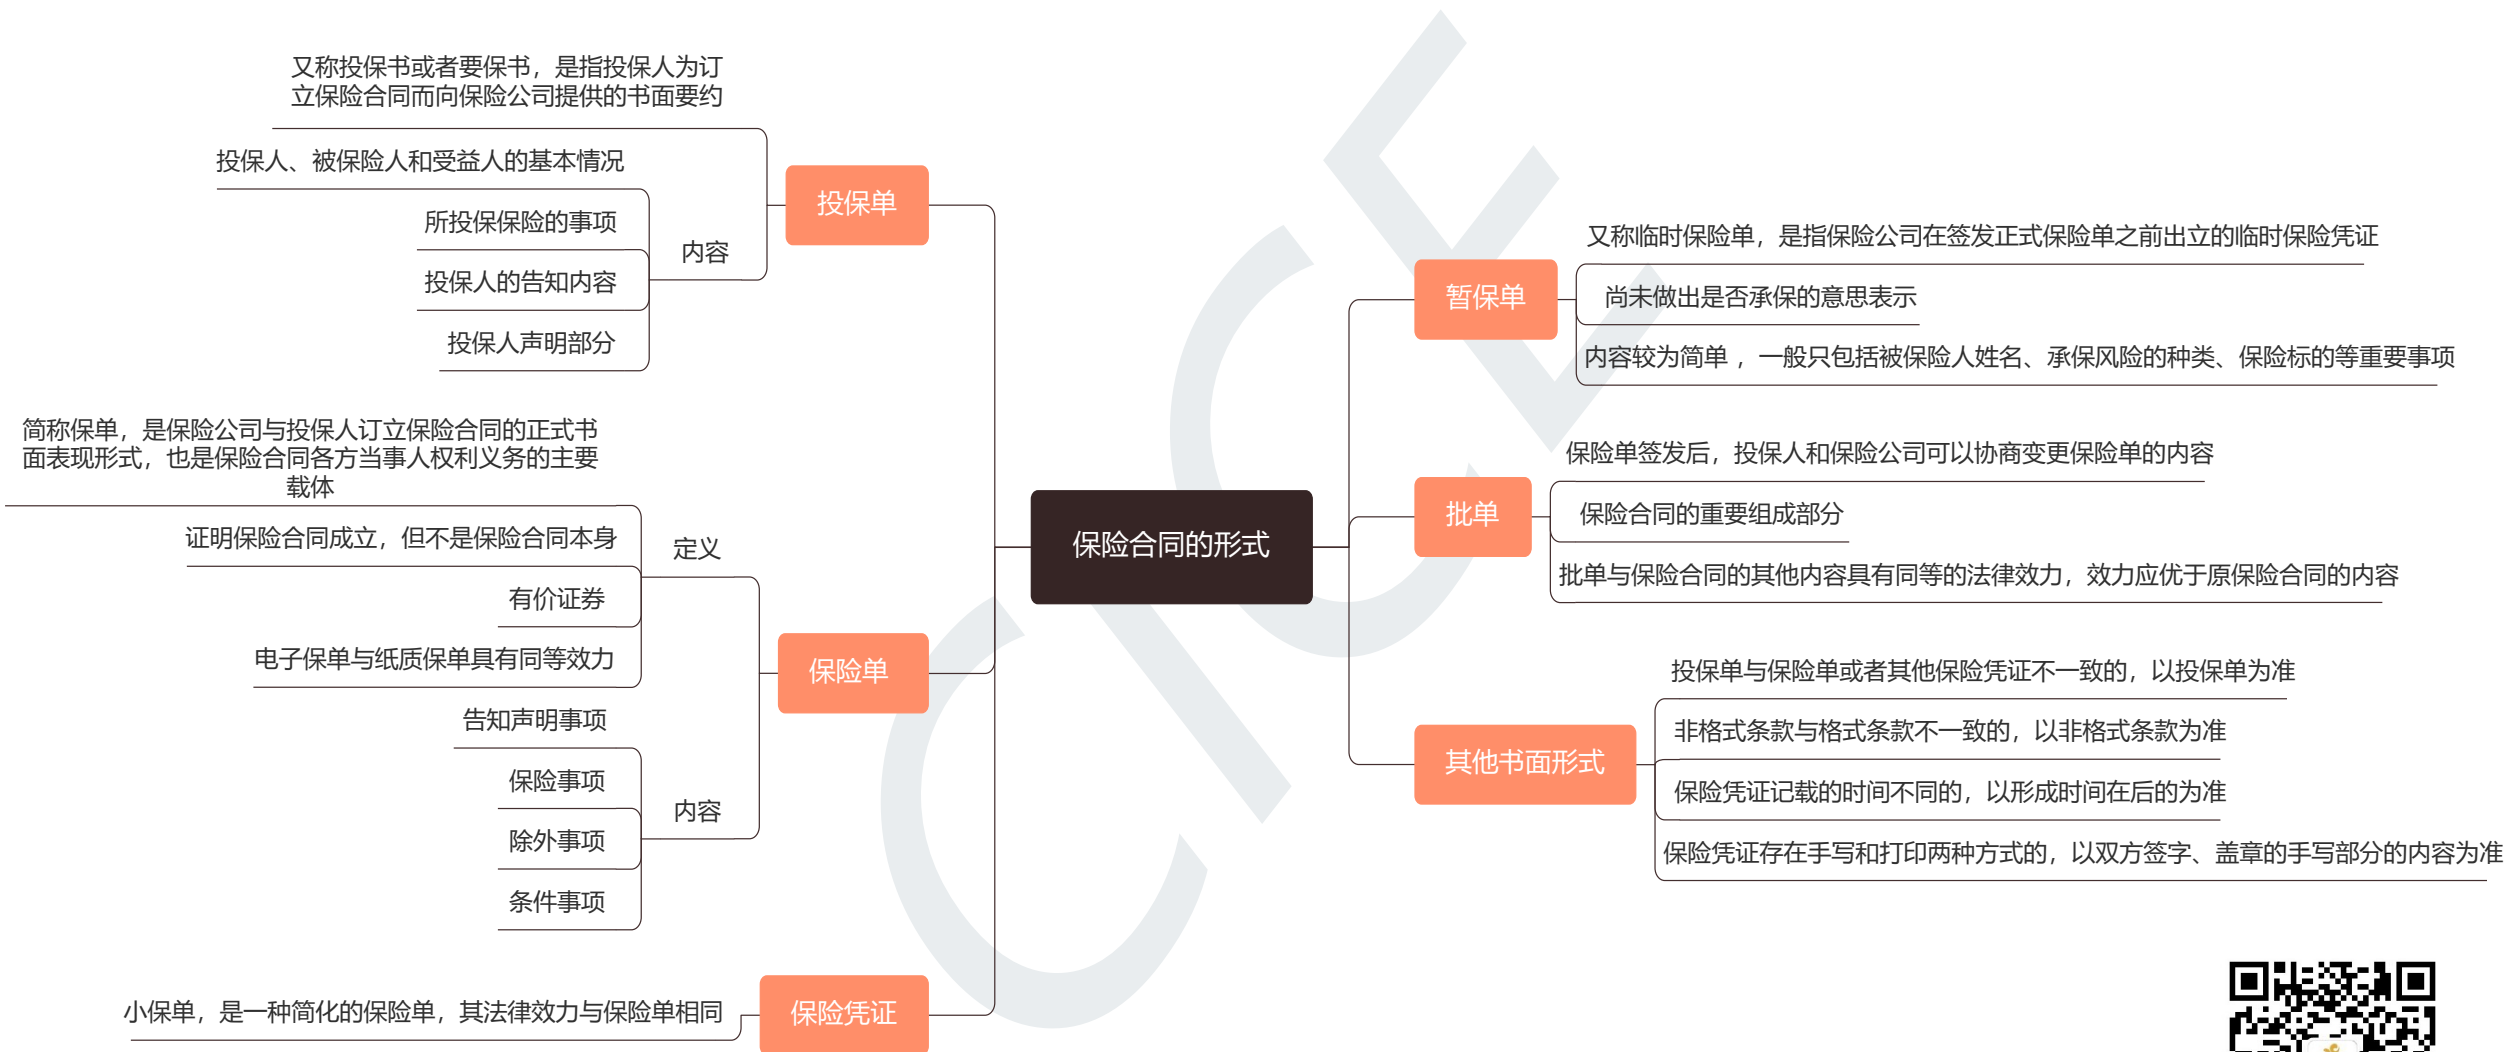 保险合同的形式
投保单
又称投保书或者要保书，是指投保人为订
立保险合同而向保险公司提供的书面要约
内容
投保人、被保险人和受益人的基本情况
所投保保险的事项
投保人的告知内容
投保人声明部分
保险单
定义
简称保单，是保险公司与投保人订立保险合同的正式书
面表现形式，也是保险合同各方当事人权利义务的主要
载体
证明保险合同成立，但不是保险合同本身
有价证券
电子保单与纸质保单具有同等效力
内容
告知声明事项
保险事项
除外事项
条件事项
保险凭证
小保单，是一种简化的保险单，其法律效力与保险单相同
暂保单
又称临时保险单，是指保险公司在签发正式保险单之前出立的临时保险凭证
尚未做出是否承保的意思表示
内容较为简单，一般只包括被保险人姓名、承保风险的种类、保险标的等重要事项
批单
保险单签发后，投保人和保险公司可以协商变更保险单的内容
保险合同的重要组成部分
批单与保险合同的其他内容具有同等的法律效力，效力应优于原保险合同的内容
其他书面形式
投保单与保险单或者其他保险凭证不一致的，以投保单为准
非格式条款与格式条款不一致的，以非格式条款为准
保险凭证记载的时间不同的，以形成时间在后的为准
保险凭证存在手写和打印两种方式的，以双方签字、盖章的手写部分的内容为准
CICE